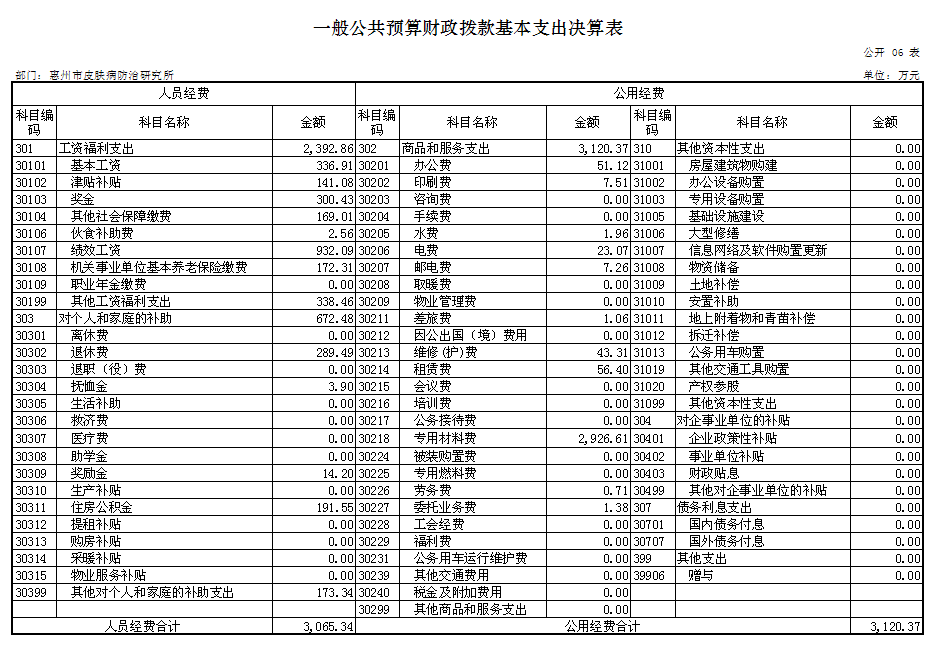 一般公共预算财政拨款基本支出决算表
公开 06 表
部门：惠州市皮肤病防治研究所 单位：万元
人员经费 公用经费
科目编码 科目名称 金额 科目编码 科目名称 金额 科目编码 科目名称 金额
301 工资福利支出 2,392.86 302 商品和服务支出 3,120.37 310 其他资本性支出 0.00
30101 基本工资 336.91 30201 办公费 51.12 31001 房屋建筑物购建 0.00
30102 津贴补贴 141.08 30202 印刷费 7.51 31002 办公设备购置 0.00
30103 奖金 300.43 30203 咨询费 0.00 31003 专用设备购置 0.00
30104 其他社会保障缴费 169.01 30204 手续费 0.00 31005 基础设施建设 0.00
30106 伙食补助费 2.56 30205 水费 1.96 31006 大型修缮 0.00
30107 绩效工资 932.09 30206 电费 23.07 31007 信息网络及软件购置更新 0.00
30108 机关事业单位基本养老保险缴费 172.31 30207 邮电费 7.26 31008 物资储备 0.00
30109 职业年金缴费 0.00 30208 取暖费 0.00 31009 土地补偿 0.00
30199 其他工资福利支出 338.46 30209 物业管理费 0.00 31010 安置补助 0.00
303 对个人和家庭的补助 672.48 30211 差旅费 1.06 31011 地上附着物和青苗补偿 0.00
30301 离休费 0.00 30212 因公出国（境）费用 0.00 31012 拆迁补偿 0.00
30302 退休费 289.49 30213 维修(护)费 43.31 31013 公务用车购置 0.00
30303 退职（役）费 0.00 30214 租赁费 56.40 31019 其他交通工具购置 0.00
30304 抚恤金 3.90 30215 会议费 0.00 31020 产权参股 0.00
30305 生活补助 0.00 30216 培训费 0.00 31099 其他资本性支出 0.00
30306 救济费 0.00 30217 公务接待费 0.00 304 对企事业单位的补贴 0.00
30307 医疗费 0.00 30218 专用材料费 2,926.61 30401 企业政策性补贴 0.00
30308 助学金 0.00 30224 被装购置费 0.00 30402 事业单位补贴 0.00
30309 奖励金 14.20 30225 专用燃料费 0.00 30403 财政贴息 0.00
30310 生产补贴 0.00 30226 劳务费 0.71 30499 其他对企事业单位的补贴 0.00
30311 住房公积金 191.55 30227 委托业务费 1.38 307 债务利息支出 0.00
30312 提租补贴 0.00 30228 工会经费 0.00 30701 国内债务付息 0.00
30313 购房补贴 0.00 30229 福利费 0.00 30707 国外债务付息 0.00
30314 采暖补贴 0.00 30231 公务用车运行维护费 0.00 399 其他支出 0.00
30315 物业服务补贴 0.00 30239 其他交通费用 0.00 39906 赠与 0.00
30399 其他对个人和家庭的补助支出 173.34 30240 税金及附加费用 0.00
30299 其他商品和服务支出 0.00
人员经费合计 3,065.34 公用经费合计 3,120.37